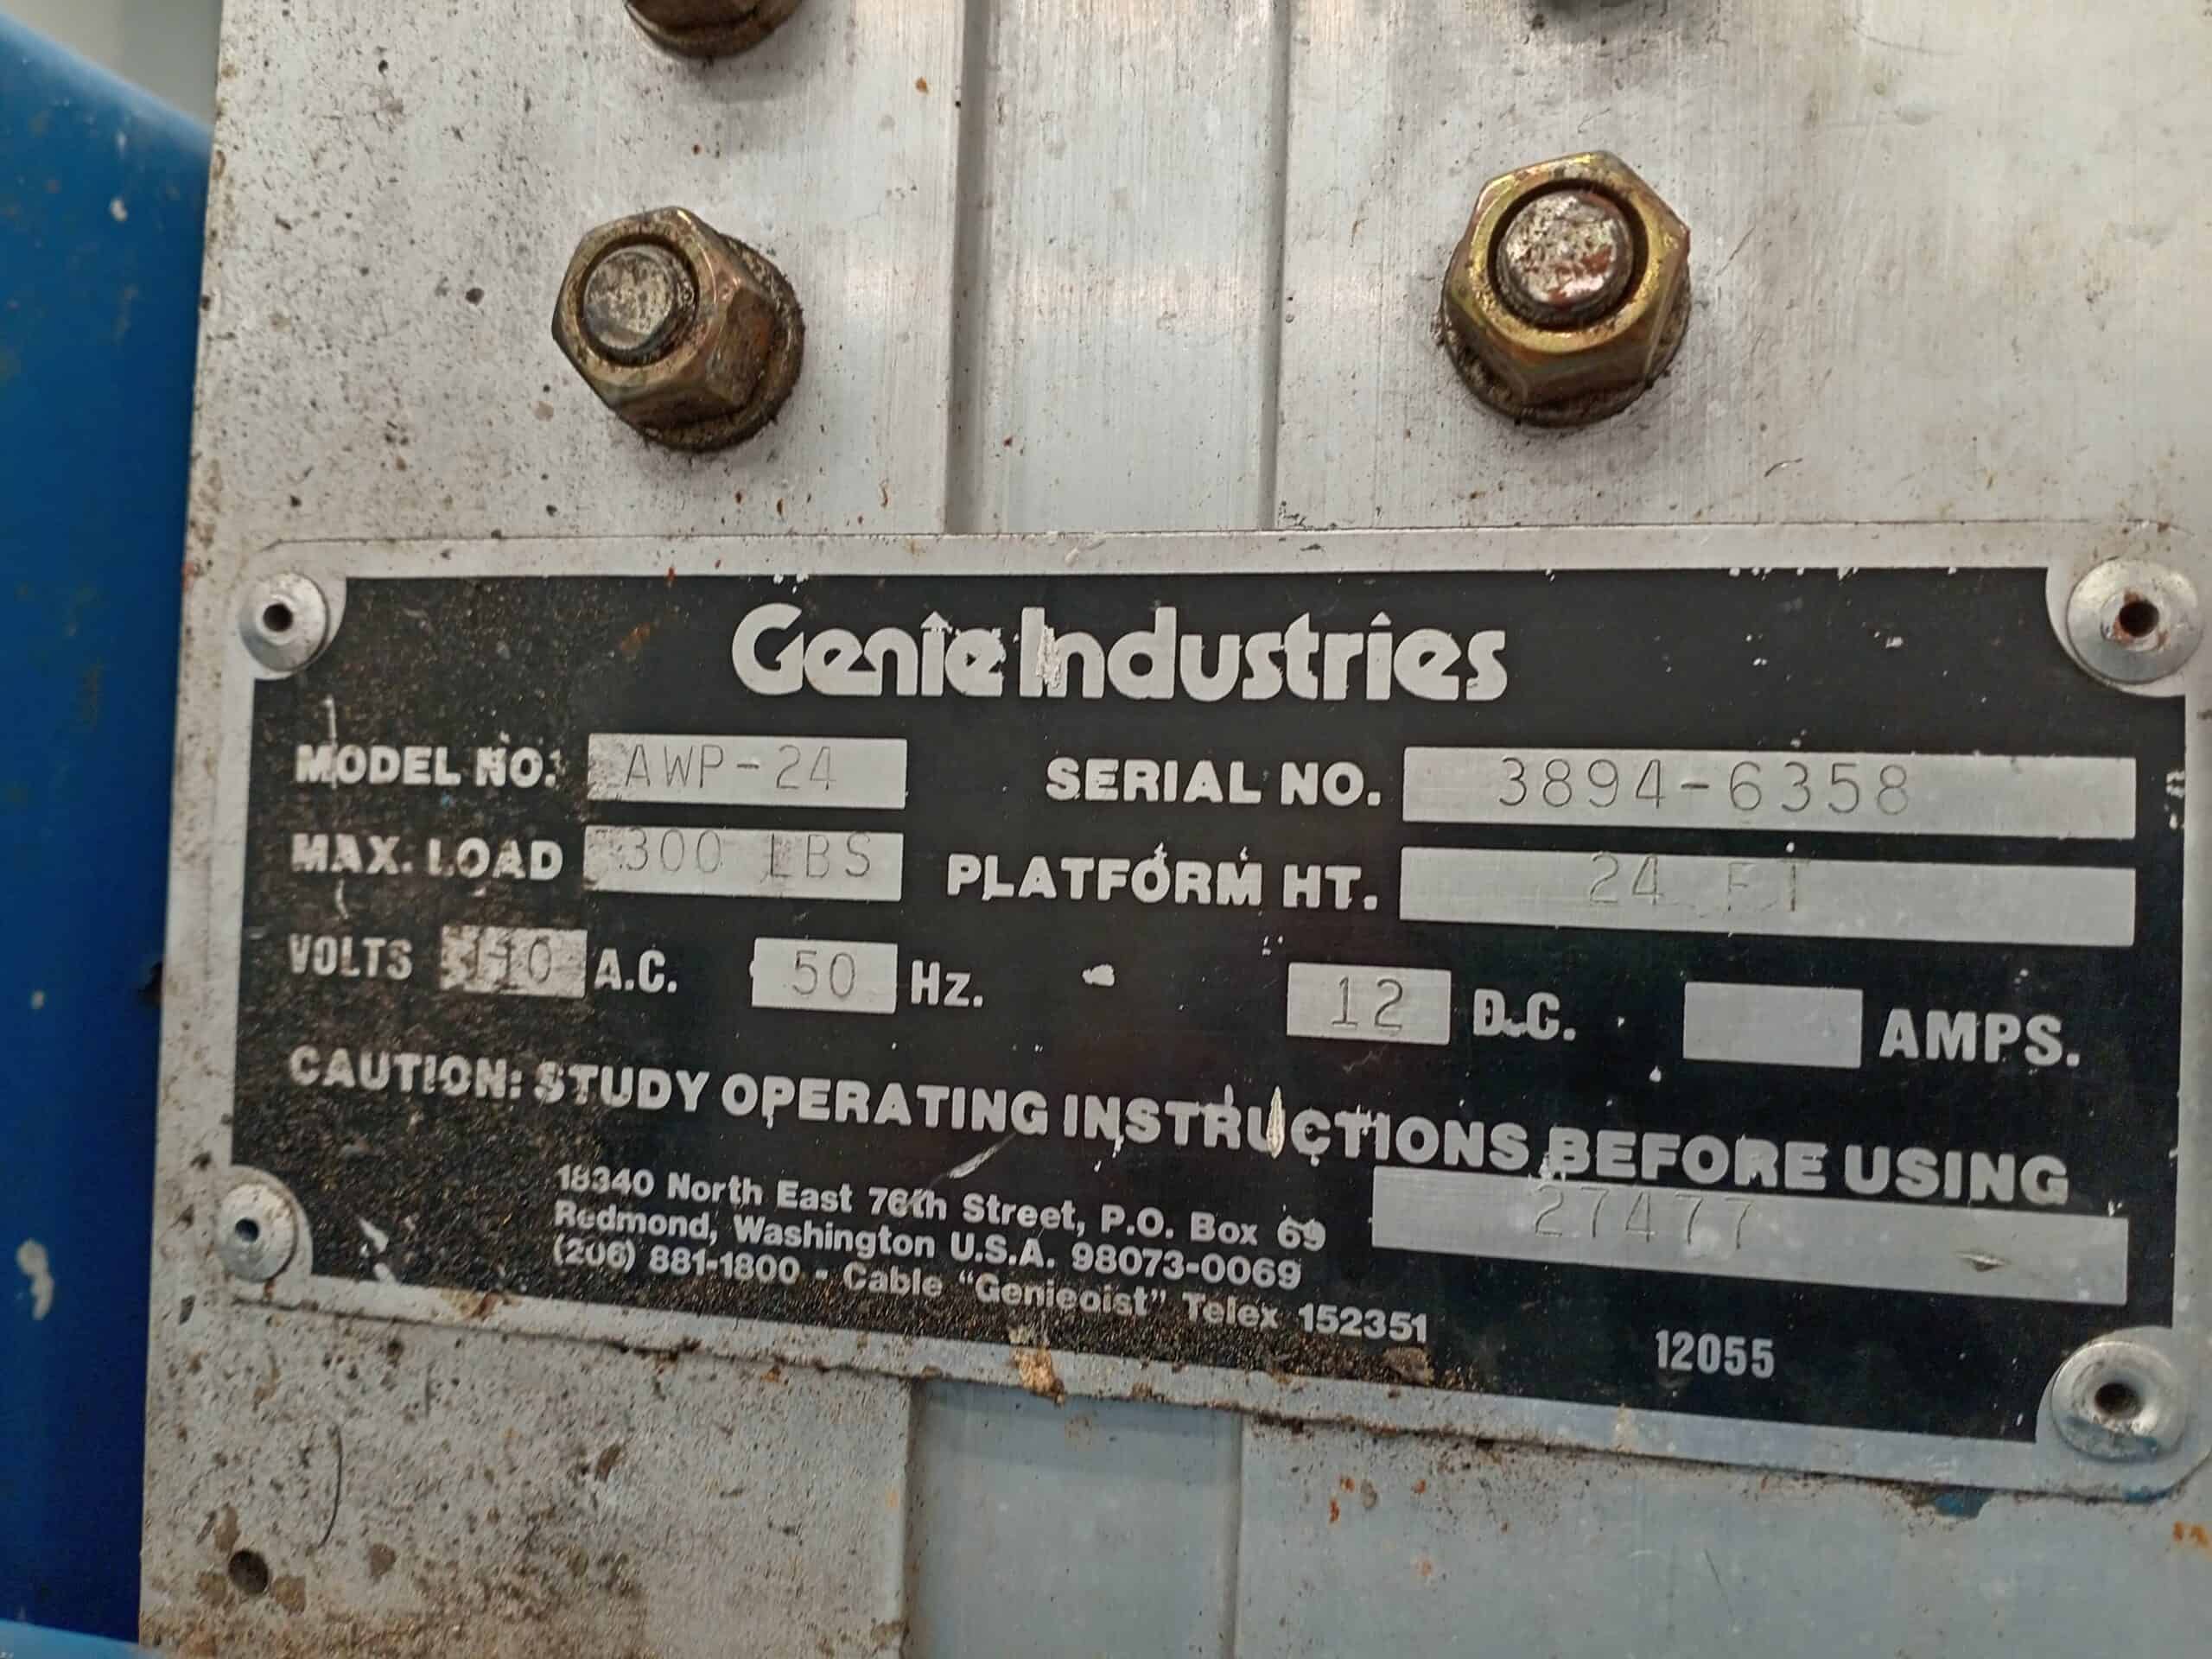 Genie Industries
MODEL NO. AWP-24 SERIAL NO. 3894-6358
MAX. LOAD 300 LBS PLATFORM HT. 24 FT
VOLTS A.C. 50 Hz. 12 D.C. AMPS.
CAUTION: STUDY OPERATING INSTRUCTIONS BEFORE USING
18340 North East 76th Street, P.O. Box 69
Redmond, Washington U.S.A. 98073-0069
(206) 881-1800 - Cable "Genieoist" Telex 152351
27477
12055